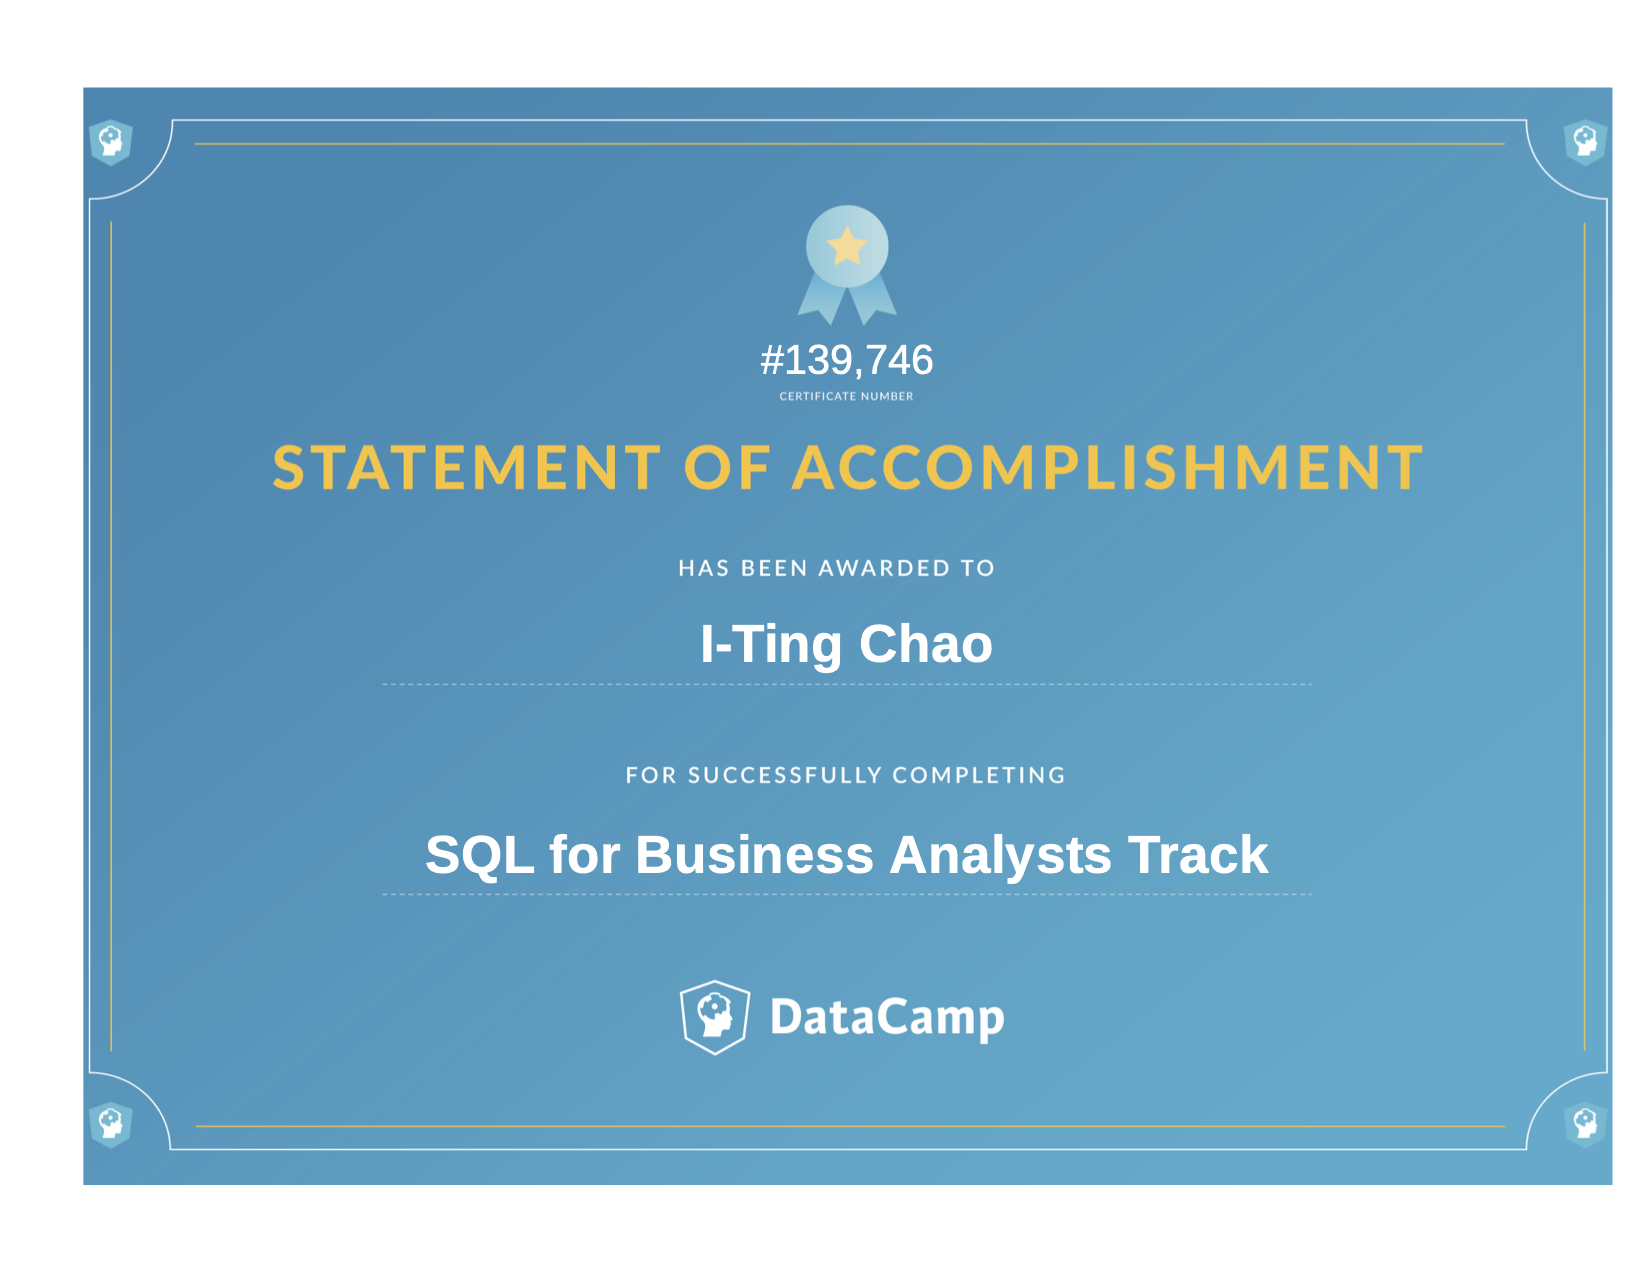 #139,746
CERTIFICATE NUMBER
STATEMENT OF ACCOMPLISHMENT
HAS BEEN AWARDED TO
I-Ting Chao
FOR SUCCESSFULLY COMPLETING
SQL for Business Analysts Track
DataCamp